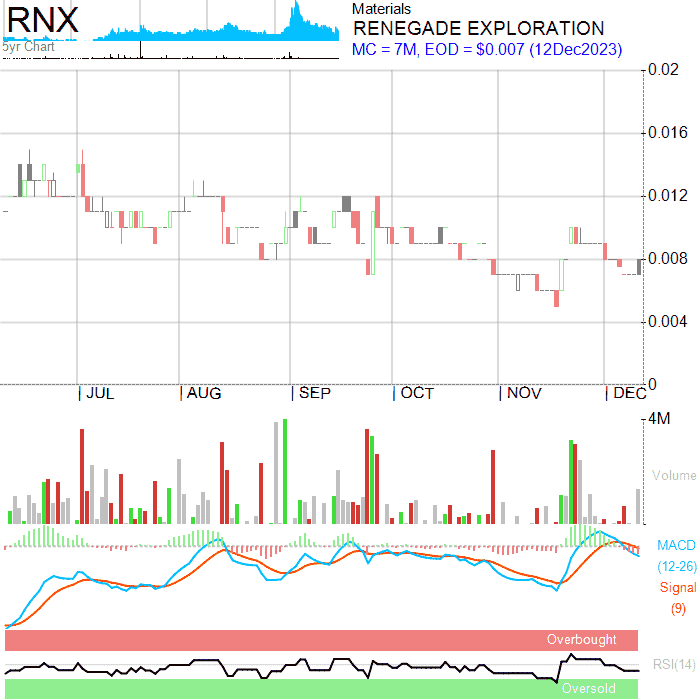 RNX
5yr Chart
Materials
RENEGADE EXPLORATION
MC = 7M, EOD = $0.007 (12Dec2023)
0.02
0.016
0.012
0.008
0.004
0
JUL AUG SEP OCT NOV DEC
4M
Volume
MACD
(12-26)
Signal
(9)
Overbought
RSI(14)
Oversold